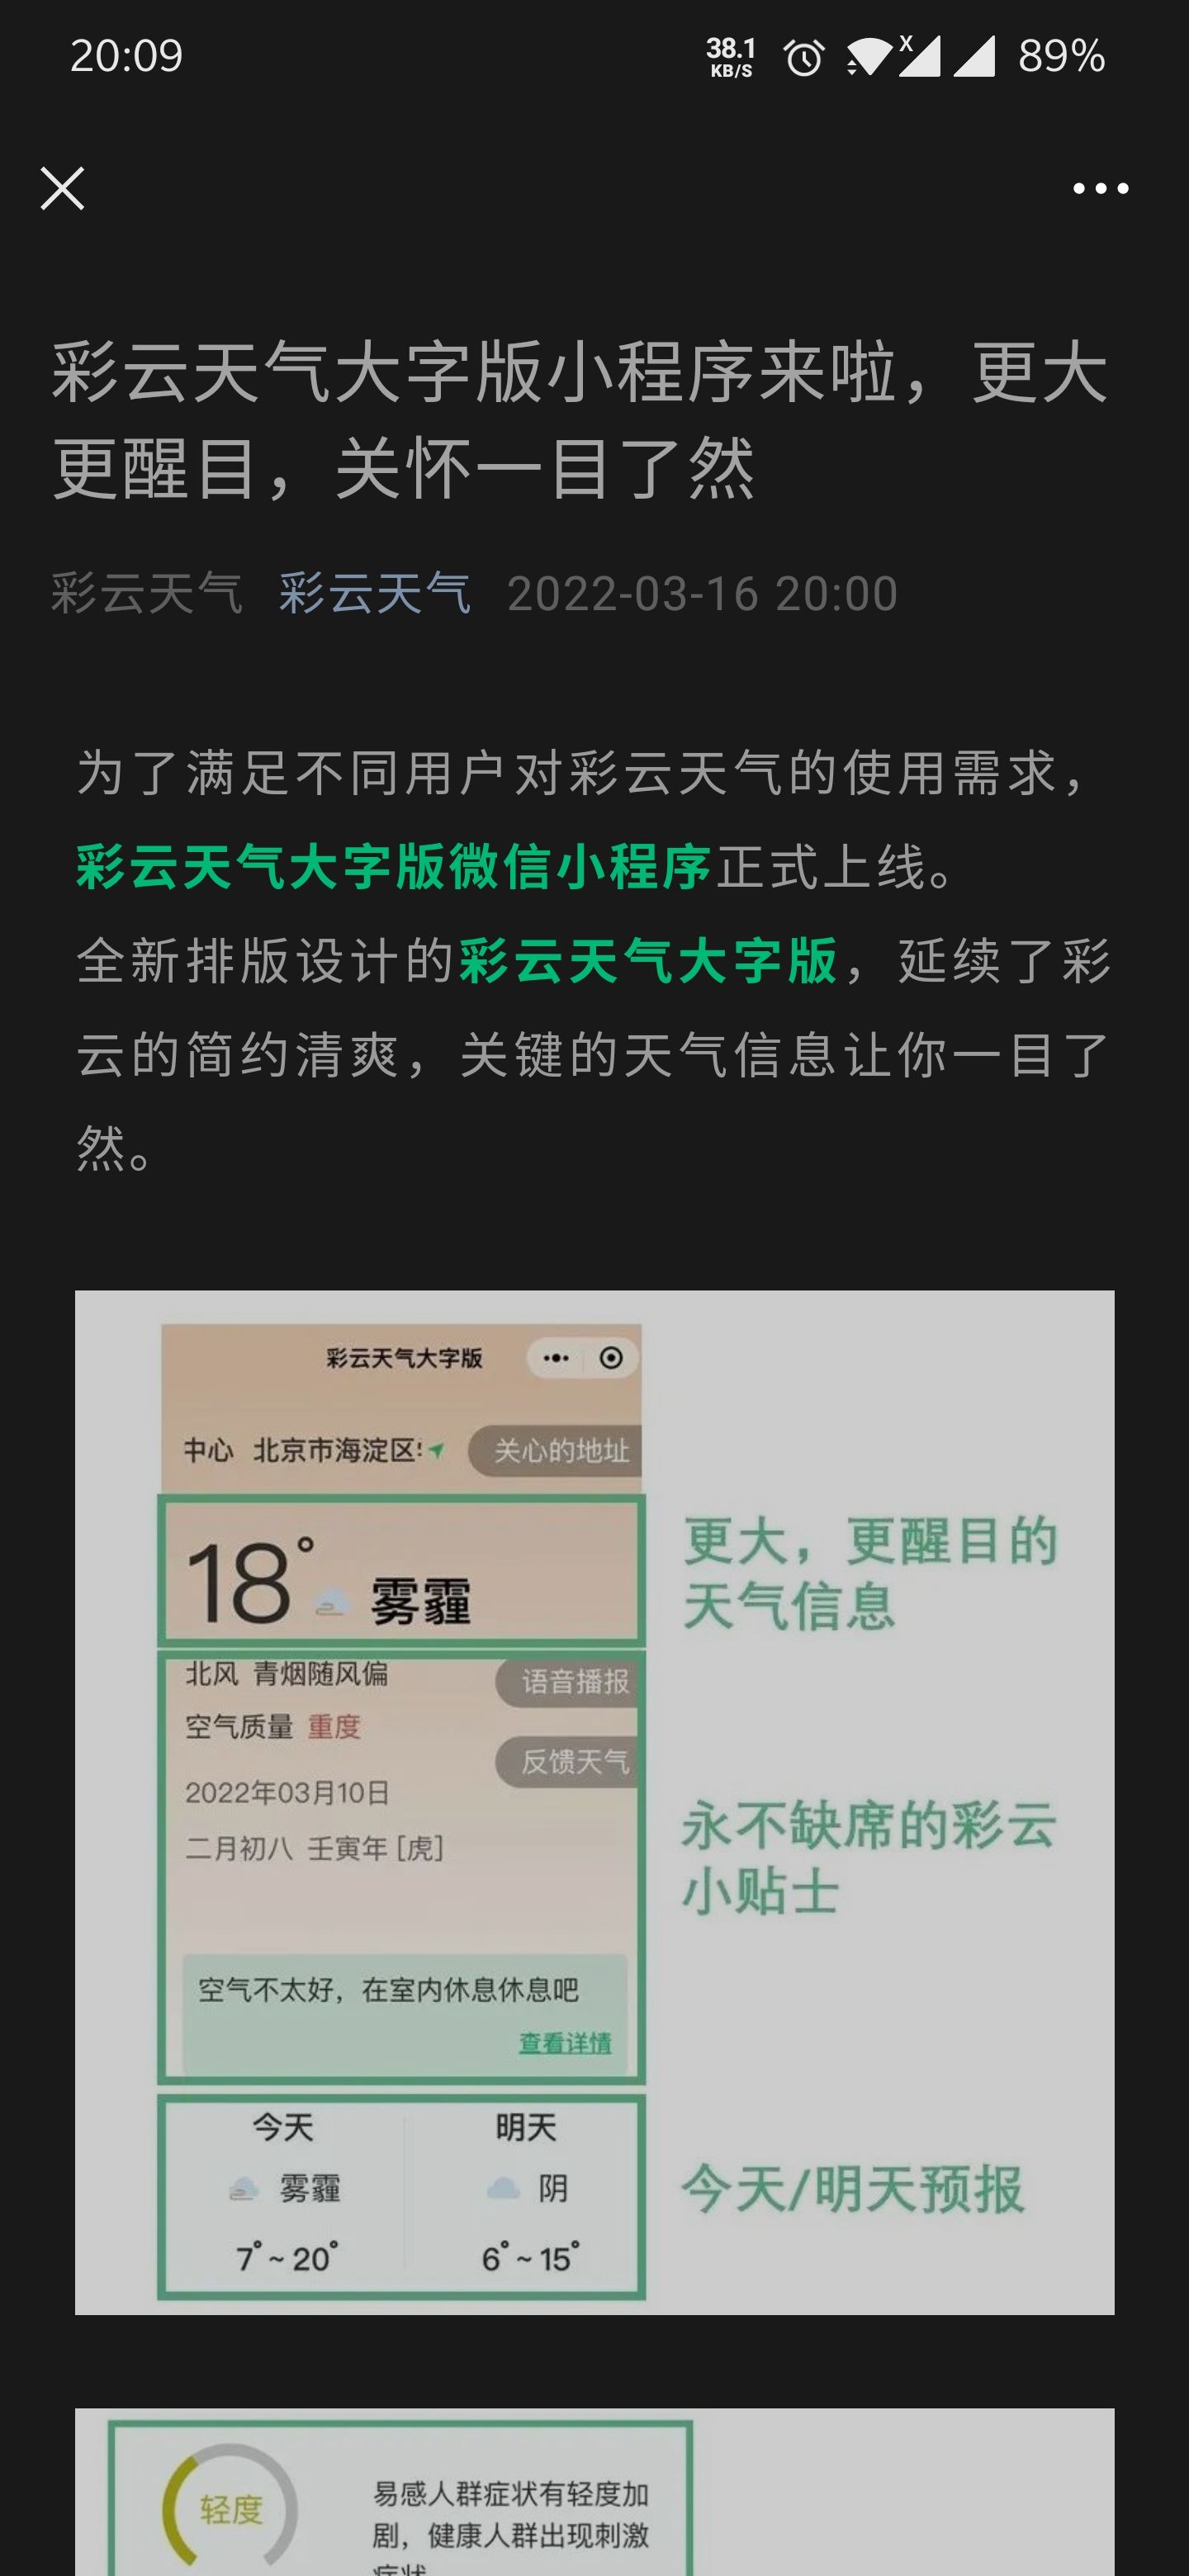 20:09
38.1
KB/S
X
89%
彩云天气大字版小程序来啦，更大
更醒目，关怀一目了然
彩云天气 彩云天气 2022-03-16 20:00
为了满足不同用户对彩云天气的使用需求，
彩云天气大字版微信小程序正式上线。
全新排版设计的彩云天气大字版，延续了彩
云的简约清爽，关键的天气信息让你一目了
然。
彩云天气大字版
中心 北京市海淀区
关心的地址
18°
雾霾
更大，更醒目的
天气信息
北风 青烟随风偏
语音播报
空气质量 重度
反馈天气
2022年03月10日
二月初八 壬寅年 [虎]
永不缺席的彩云
小贴士
空气不太好，在室内休息休息吧
查看详情
今天 明天
雾霾 阴
7°~20° 6°~15°
今天/明天预报
轻度
易感人群症状有轻度加
剧，健康人群出现刺激
症状